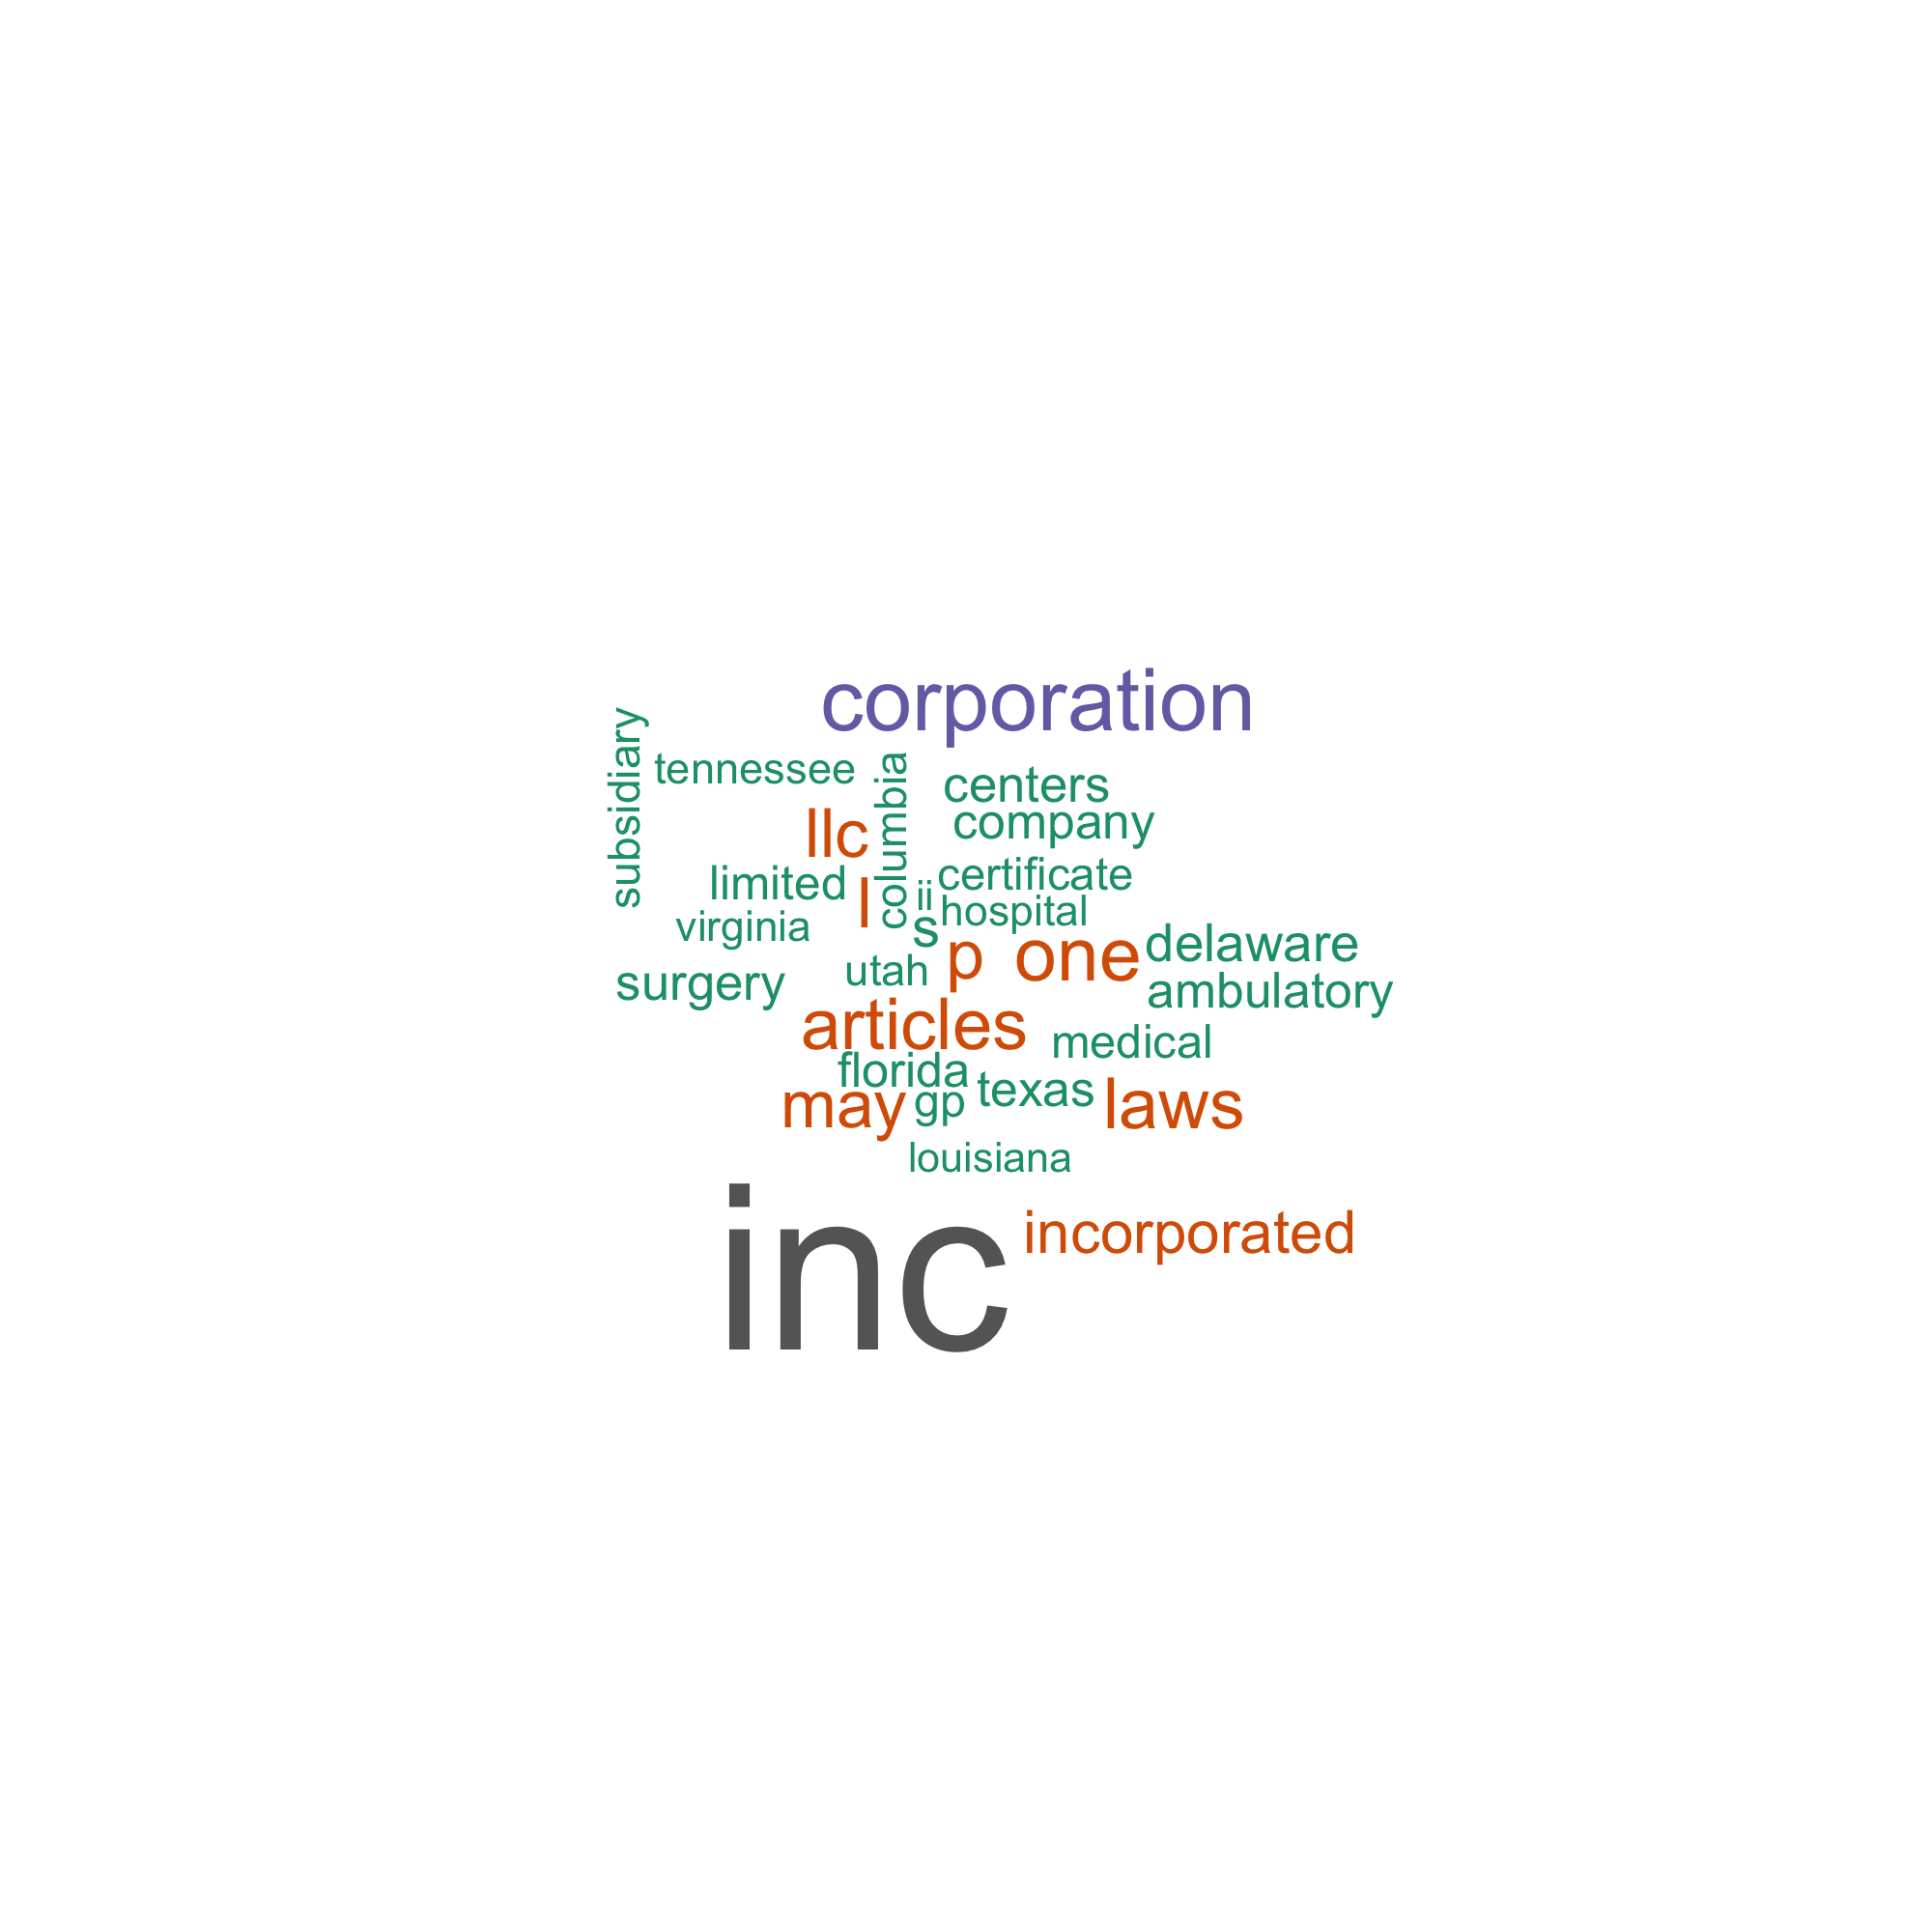 corporation
subsidiary
tennessee
columbia
centers
llc
company
limited
l
ii
certificate
hospital
virginia
s
p
one
delaware
surgery
utah
ambulatory
articles
medical
florida
texas
may
gp
laws
louisiana
inc
incorporated